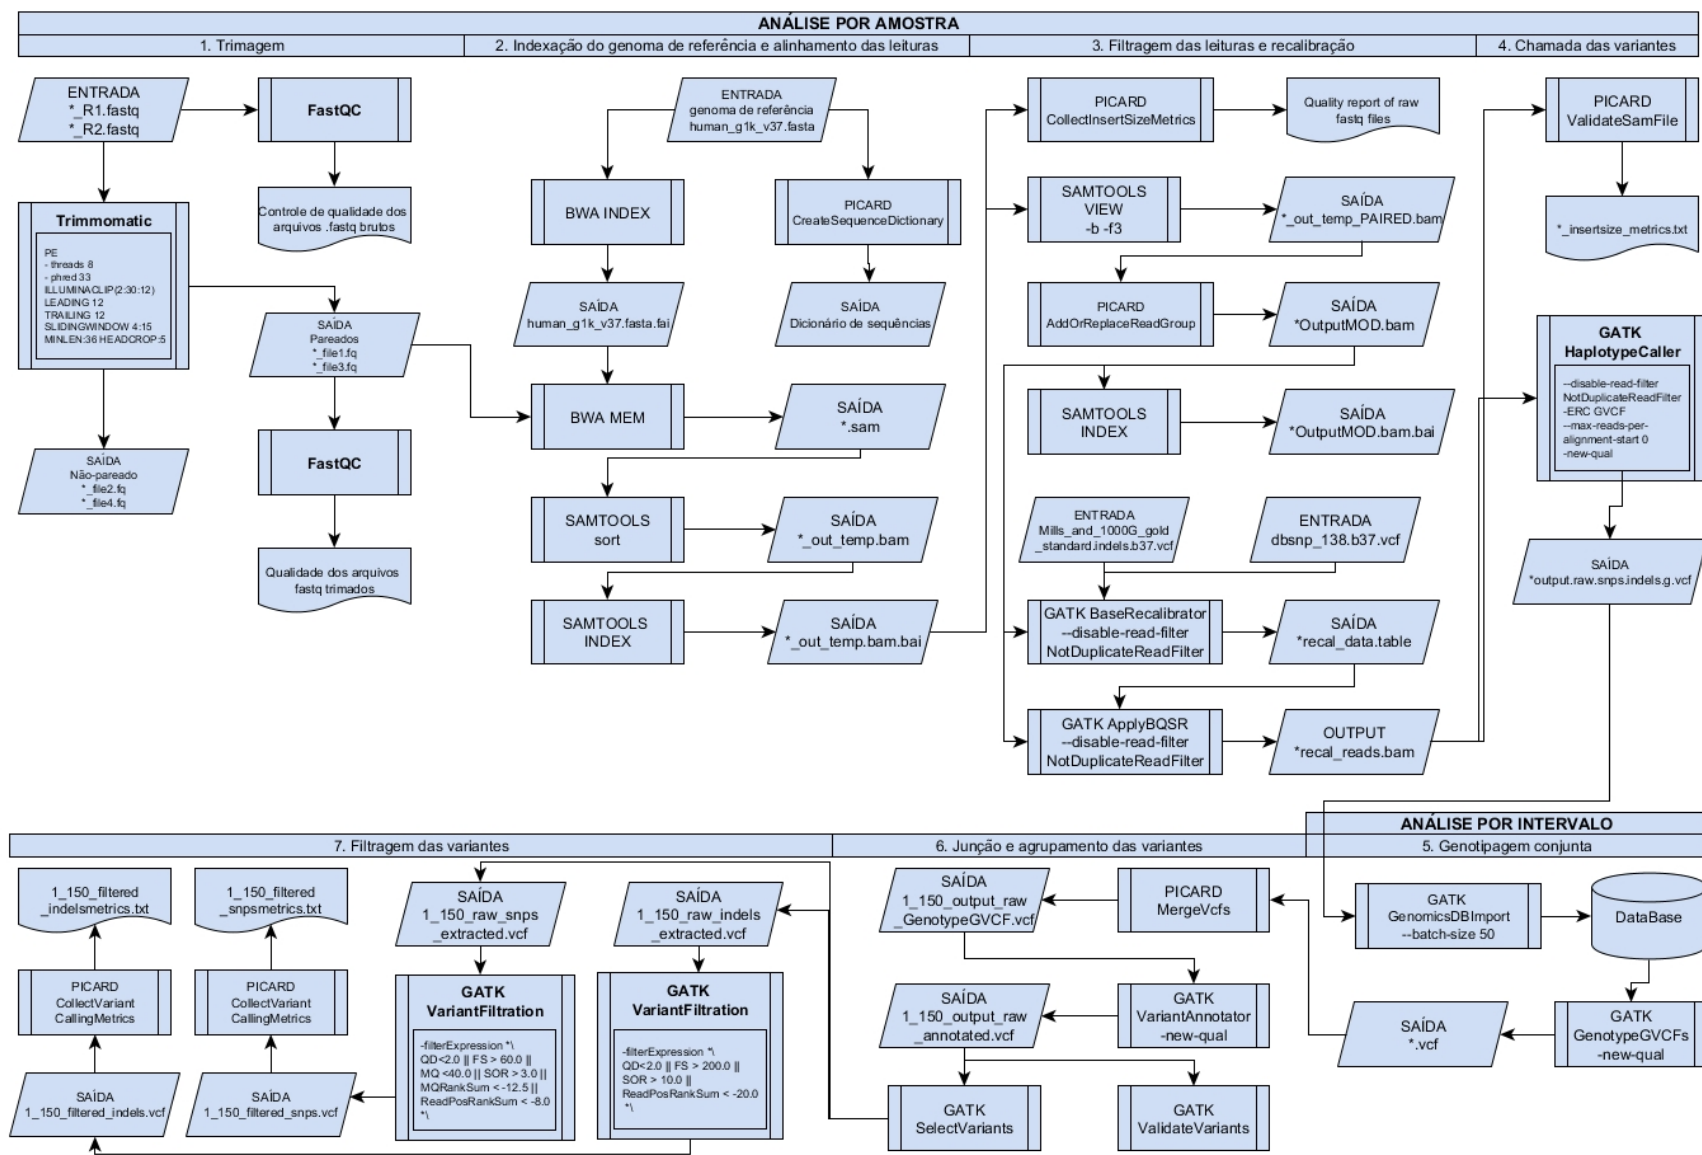 ANÁLISE POR AMOSTRA
1. Trimagem
2. Indexação do genoma de referência e alinhamento das leituras
3. Filtragem das leituras e recalibração
4. Chamada das variantes
ENTRADA
*_R1.fastq
*_R2.fastq
FastQC
Controle de qualidade dos
arquivos .fastq brutos
Trimmomatic
PE
- threads 8
- phred 33
ILLUMINACLIP(2:30:12)
LEADING 12
TRAILING 12
SLIDINGWINDOW 4:15
MINLEN:36 HEADCROP:5
SAÍDA
Pareados
*_file1.fq
*_file3.fq
SAÍDA
Não-pareado
*_file2.fq
*_file4.fq
FastQC
Qualidade dos arquivos
fastq trimados
ENTRADA
genoma de referência
human_g1k_v37.fasta
BWA INDEX
PICARD
CreateSequenceDictionary
SAÍDA
human_g1k_v37.fasta.fai
SAÍDA
Dicionário de sequências
BWA MEM
SAÍDA
*.sam
SAMTOOLS
sort
SAÍDA
*_out_temp.bam
SAMTOOLS
INDEX
SAÍDA
*_out_temp.bam.bai
PICARD
CollectInsertSizeMetrics
Quality report of raw
fastq files
SAMTOOLS
VIEW
-b -f3
SAÍDA
*_out_temp_PAIRED.bam
PICARD
AddOrReplaceReadGroup
SAÍDA
*OutputMOD.bam
SAMTOOLS
INDEX
SAÍDA
*OutputMOD.bam.bai
ENTRADA
Mills_and_1000G_gold
_standard.indels.b37.vcf
ENTRADA
dbsnp_138.b37.vcf
GATK BaseRecalibrator
--disable-read-filter
NotDuplicateReadFilter
SAÍDA
*recal_data.table
GATK ApplyBQSR
--disable-read-filter
NotDuplicateReadFilter
OUTPUT
*recal_reads.bam
PICARD
ValidateSamFile
*_insertsize_metrics.txt
GATK
HaplotypeCaller
--disable-read-filter
NotDuplicateReadFilter
-ERC GVCF
--max-reads-per-
alignment-start 0
-new-qual
SAÍDA
*output.raw.snps.indels.g.vcf
ANÁLISE POR INTERVALO
7. Filtragem das variantes
6. Junção e agrupamento das variantes
5. Genotipagem conjunta
GATK
GenomicsDBImport
--batch-size 50
DataBase
GATK
GenotypeGVCFs
-new-qual
SAÍDA
*.vcf
PICARD
MergeVcfs
SAÍDA
1_150_output_raw
_GenotypeGVCF.vcf
GATK
VariantAnnotator
-new-qual
SAÍDA
1_150_output_raw
_annotated.vcf
GATK
SelectVariants
GATK
ValidateVariants
SAÍDA
1_150_raw_indels
_extracted.vcf
GATK
VariantFiltration
-filterExpression *\
QD<2.0 || FS > 200.0 ||
SOR > 10.0 ||
ReadPosRankSum < -20.0
*\
SAÍDA
1_150_raw_snps
_extracted.vcf
GATK
VariantFiltration
-filterExpression *\
QD<2.0 || FS > 60.0 ||
MQ <40.0 || SOR > 3.0 ||
MQRankSum < -12.5 ||
ReadPosRankSum < -8.0
*\
1_150_filtered
_snpsmetrics.txt
PICARD
CollectVariant
CallingMetrics
SAÍDA
1_150_filtered_snps.vcf
1_150_filtered
_indelsmetrics.txt
PICARD
CollectVariant
CallingMetrics
SAÍDA
1_150_filtered_indels.vcf